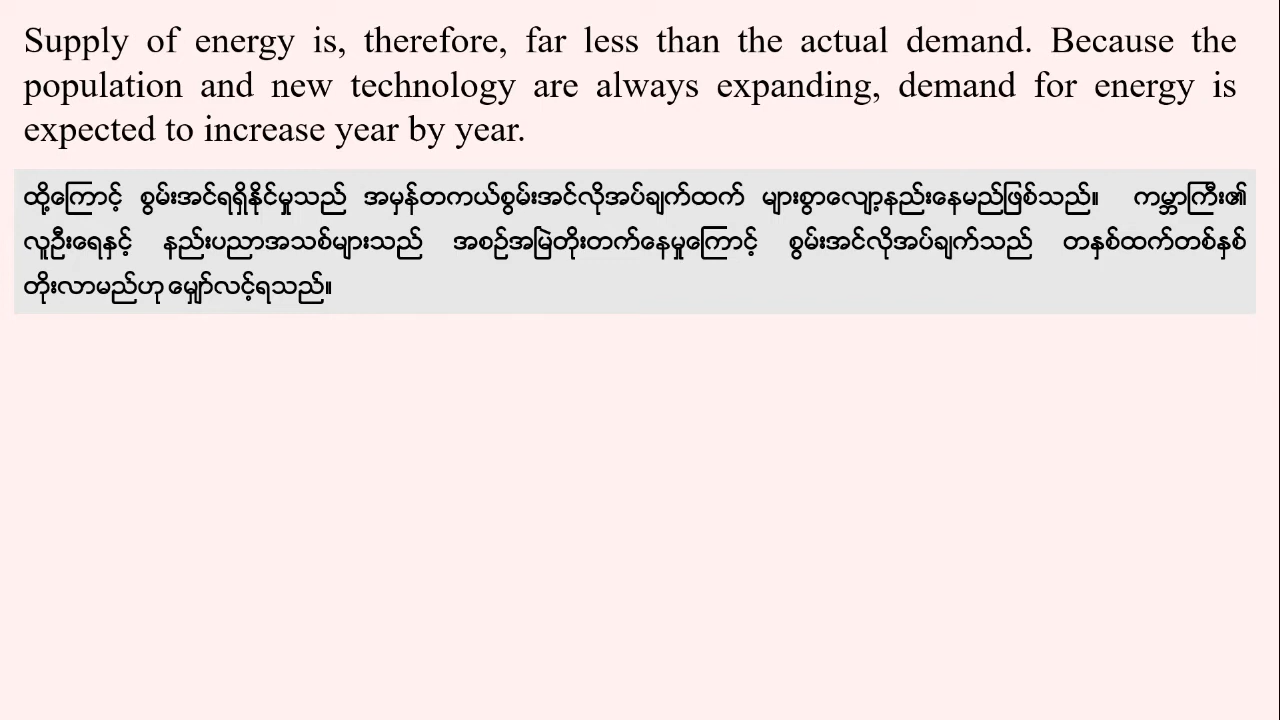 Supply of energy is, therefore, far less than the actual demand. Because the
population and new technology are always expanding, demand for energy is
expected to increase year by year.
ထို့ကြောင့် စွမ်းအင်ရရှိနိုင်မှုသည် အမှန်တကယ်စွမ်းအင်လိုအပ်ချက်ထက် များစွာလျော့နည်းနေမည်ဖြစ်သည်။ ကမ္ဘာကြီး၏
လူဦးရေနှင့် နည်းပညာအသစ်များသည် အစဉ်အမြဲတိုးတက်နေမှုကြောင့် စွမ်းအင်လိုအပ်ချက်သည် တနှစ်ထက်တစ်နှစ်
တိုးလာမည်ဟု မျှော်လင့်ရသည်။